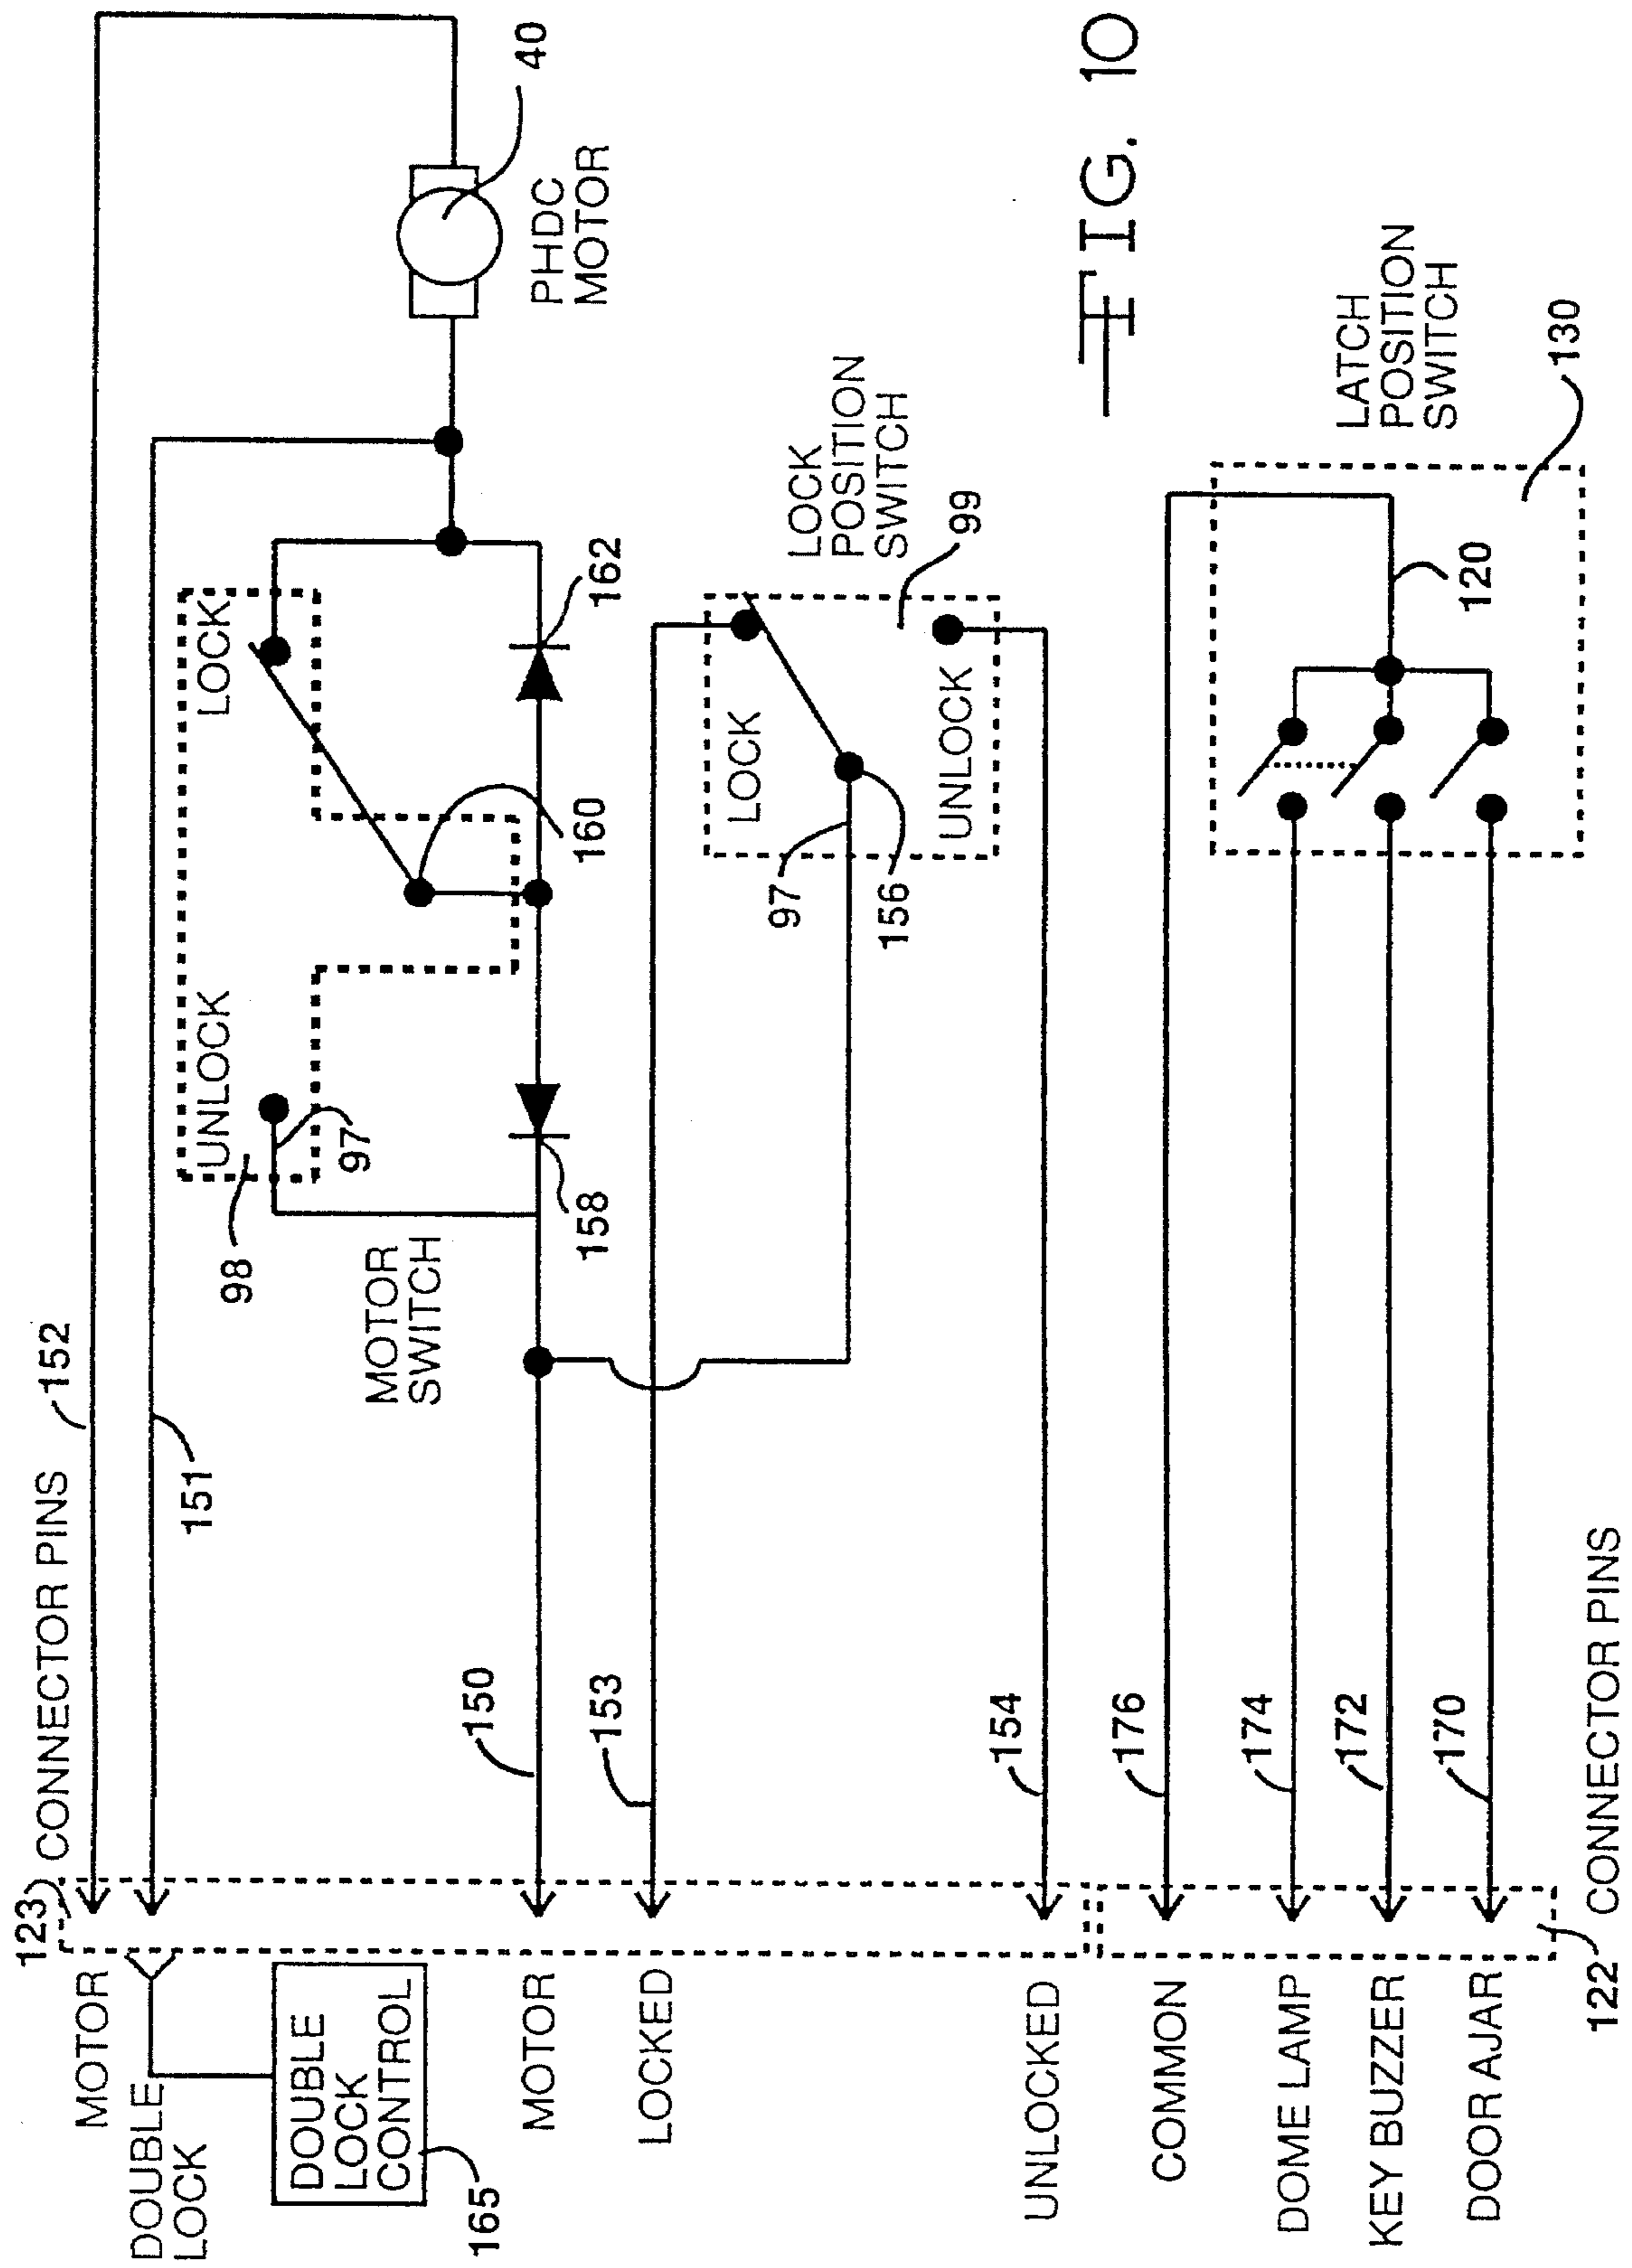 123
CONNECTOR PINS
152
MOTOR
DOUBLE
LOCK
151
DOUBLE
LOCK
CONTROL
165
98
UNLOCK
LOCK
97
MOTOR
SWITCH
158
160
162
PHDC
MOTOR
40
MOTOR
150
LOCKED
153
LOCK
POSITION
SWITCH
99
LOCK
UNLOCK
97
156
UNLOCKED
154
COMMON
176
DOME LAMP
174
KEY BUZZER
172
DOOR AJAR
170
120
LATCH
POSITION
SWITCH
130
122
CONNECTOR PINS
FIG. 10